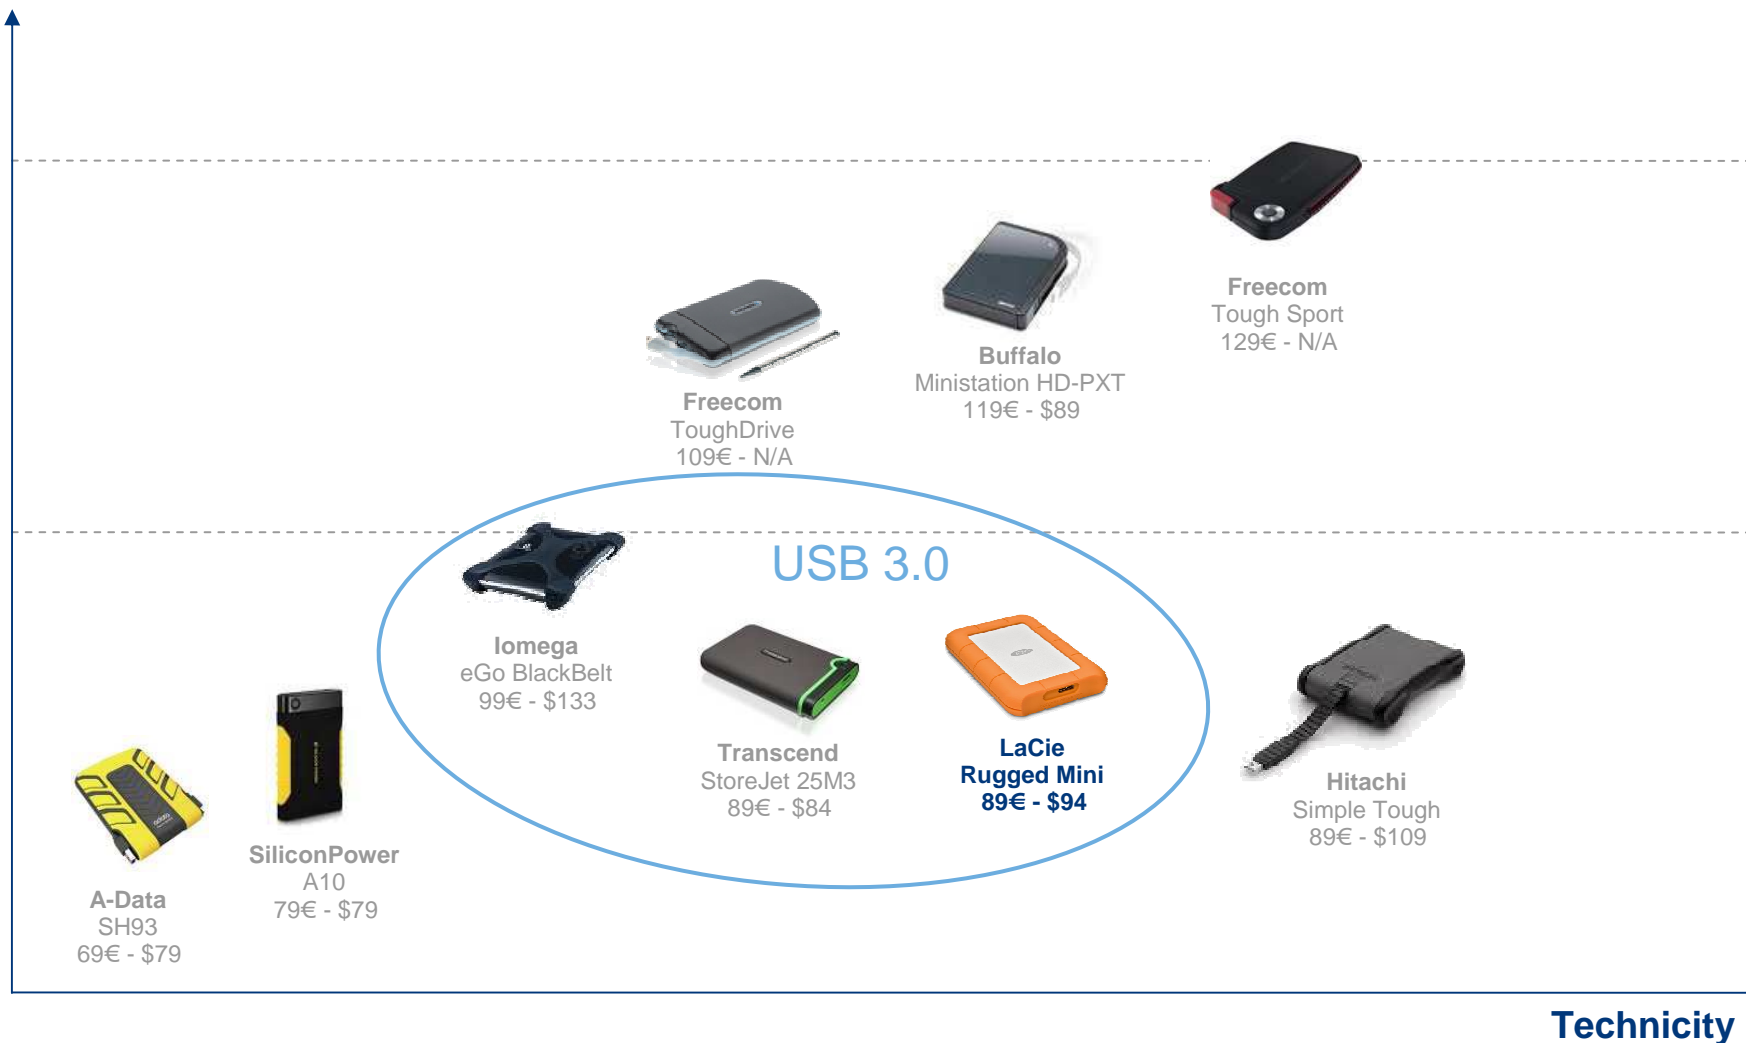 Freecom
Tough Sport
129€ - N/A
Buffalo
Ministation HD-PXT
119€ - $89
Freecom
ToughDrive
109€ - N/A
USB 3.0
Iomega
eGo BlackBelt
99€ - $133
Transcend
StoreJet 25M3
89€ - $84
LaCie
Rugged Mini
89€ - $94
Hitachi
Simple Tough
89€ - $109
SiliconPower
A10
79€ - $79
A-Data
SH93
69€ - $79
Technicity